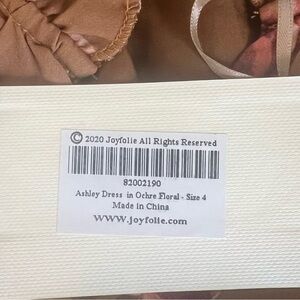 © 2020 Joyfolie All Rights Reserved
82002190
Ashley Dress in Ochre Floral - Size 4
Made in China
www.joyfolie.com